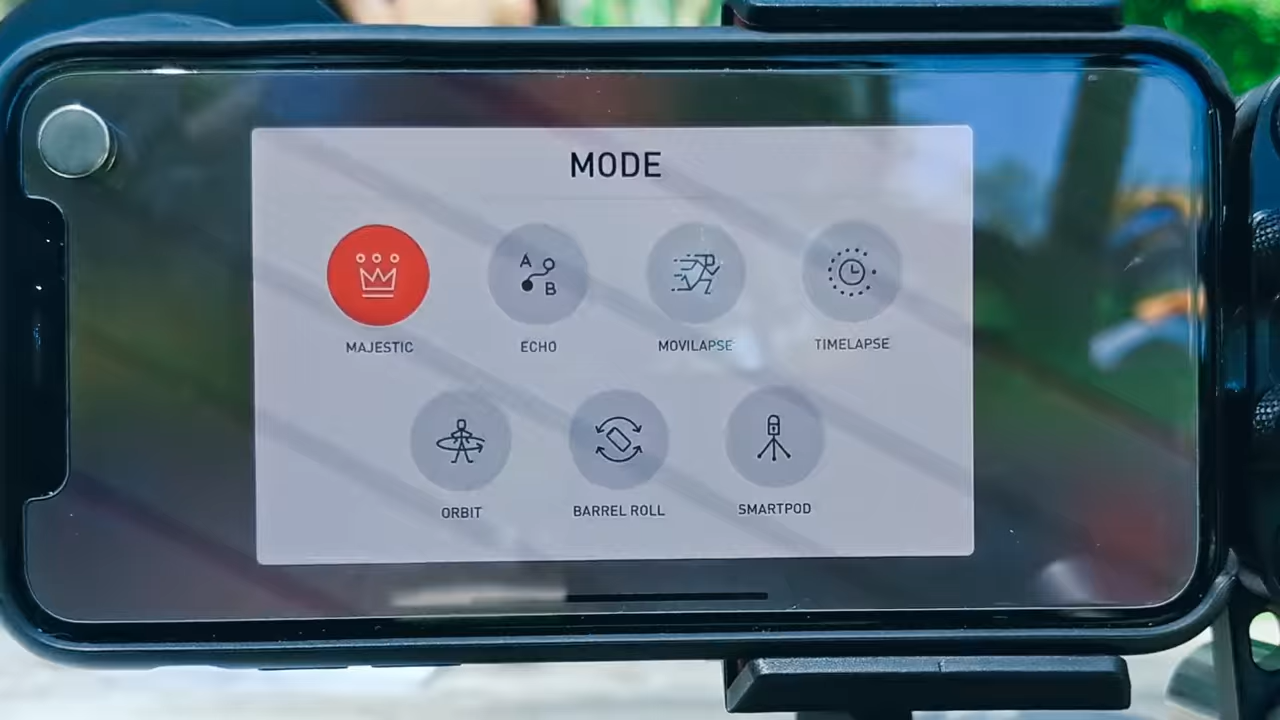 MODE
A
B
MAJESTIC
ECHO
MOVILAPSE
TIMELAPSE
ORBIT
BARREL ROLL
SMARTPOD